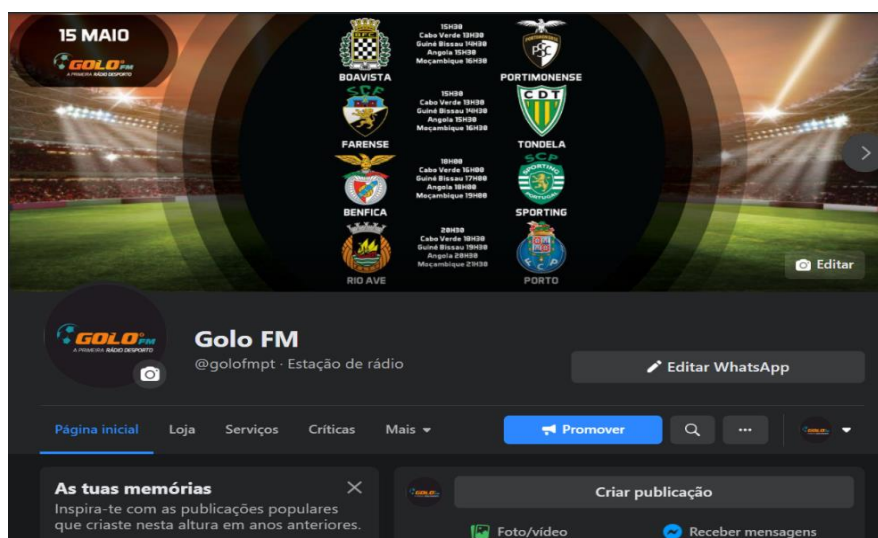 15 MAIO
GOLO FM
A PRIMEIRA RÁDIO DESPORTO
15H30
Cabo Verde 13H30
Guiné Bissau 14H30
Angola 15H30
Moçambique 16H30
BOAVISTA
PORTIMONENSE
15H30
Cabo Verde 13H30
Guiné Bissau 14H30
Angola 15H30
Moçambique 16H30
SCF
CDT
FARENSE
TONDELA
18H00
Cabo Verde 16H00
Guiné Bissau 17H00
Angola 18H00
Moçambique 19H00
SCP
SPORTING
PORTUGAL
BENFICA
SPORTING
20H30
Cabo Verde 18H30
Guiné Bissau 19H30
Angola 20H30
Moçambique 21H30
RIO AVE
PORTO
Editar
GOLO FM
A PRIMEIRA RÁDIO DESPORTO
Golo FM
@golofmpt · Estação de rádio
Editar WhatsApp
Página inicial Loja Serviços Críticas Mais
Promover
As tuas memórias
Inspira-te com as publicações populares
que criaste nesta altura em anos anteriores.
Criar publicação
Foto/vídeo
Receber mensagens